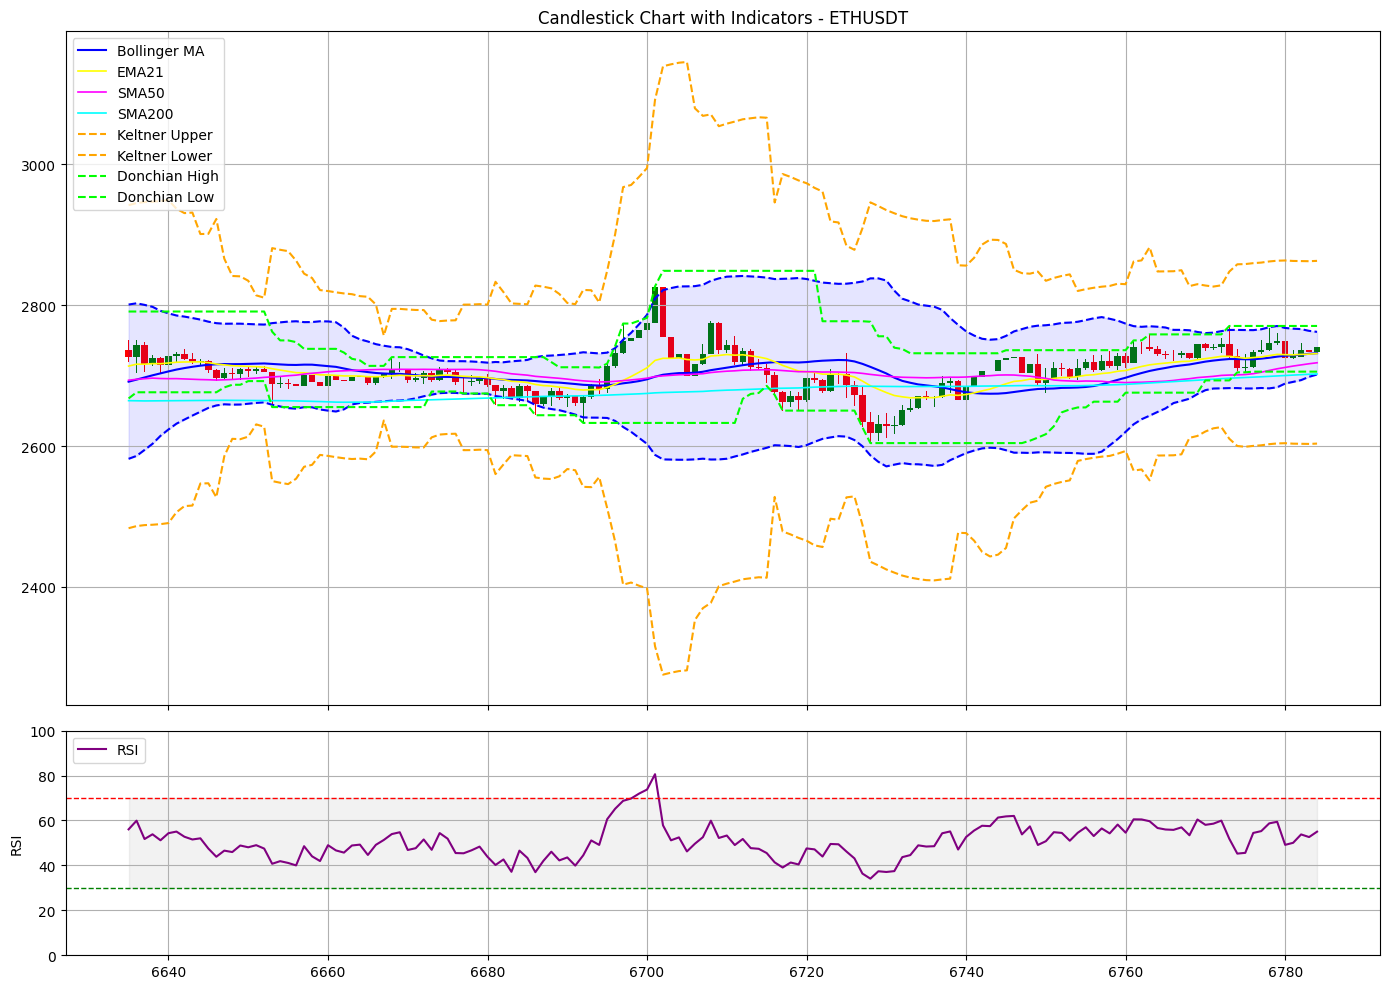 Candlestick Chart with Indicators - ETHUSDT
Bollinger MA
EMA21
SMA50
SMA200
Keltner Upper
Keltner Lower
Donchian High
Donchian Low
3000
2800
2600
2400
RSI
100
80
60
40
20
0
RSI
6640
6660
6680
6700
6720
6740
6760
6780